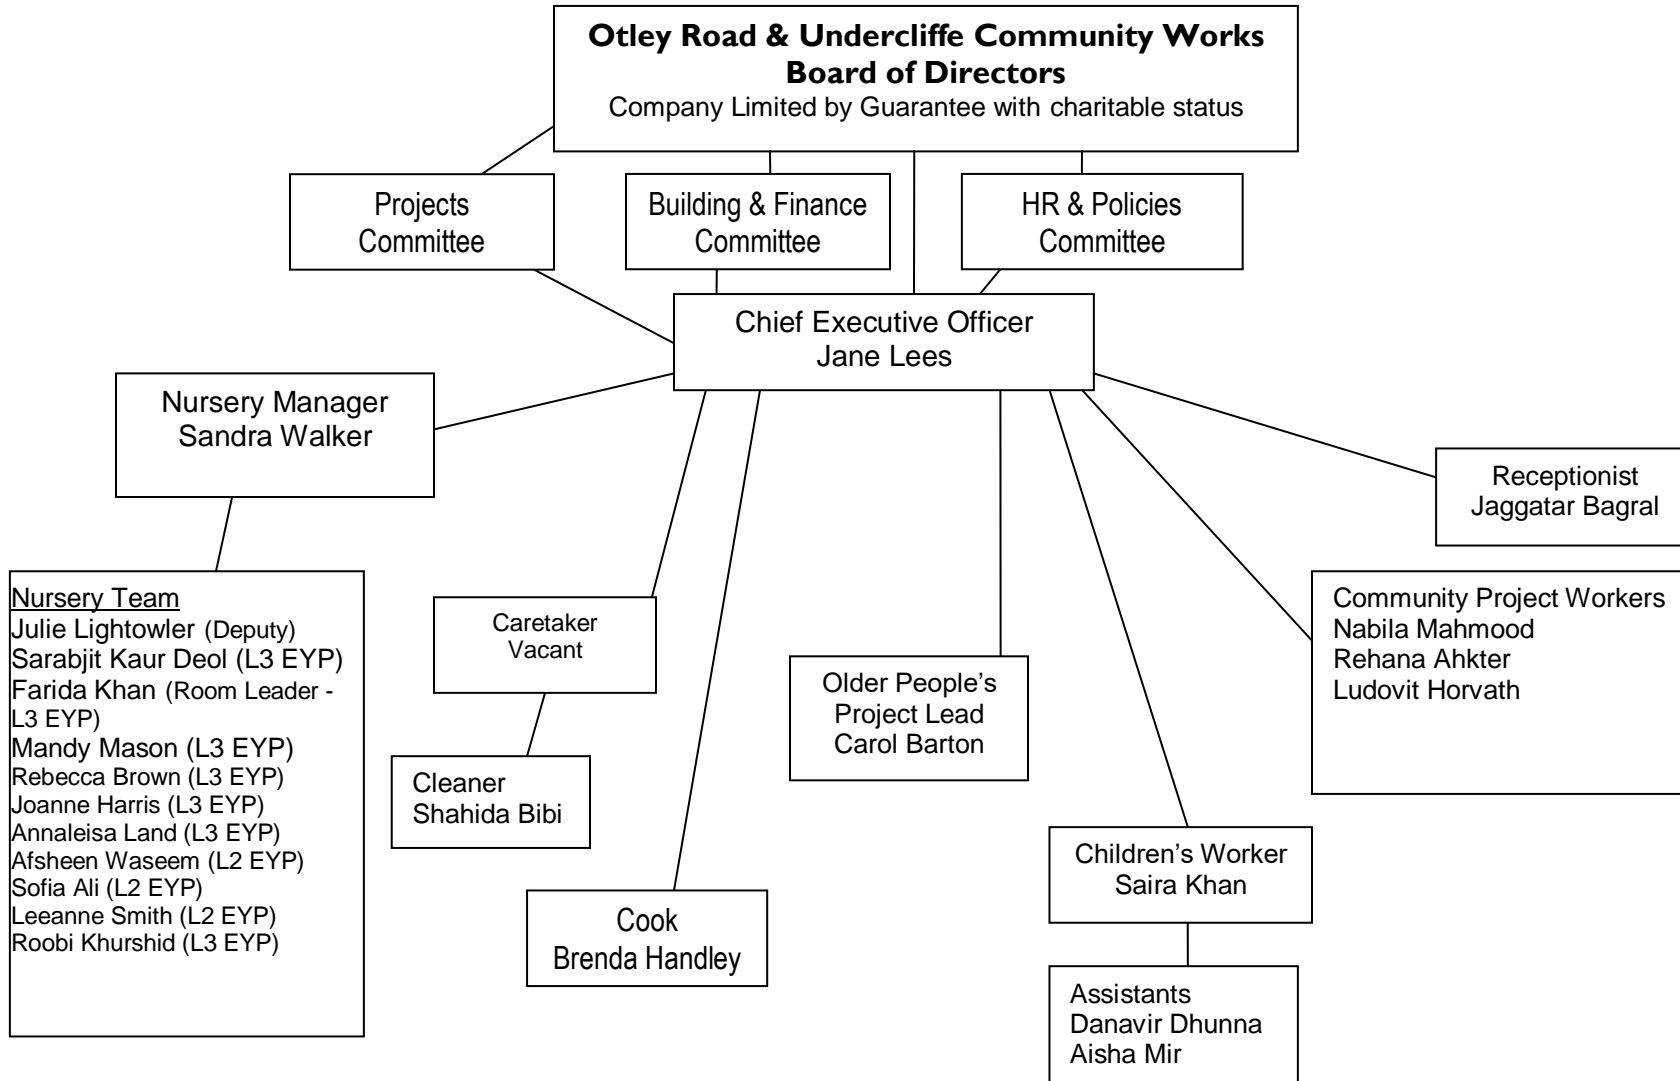 Otley Road & Undercliffe Community Works
Board of Directors
Company Limited by Guarantee with charitable status
Projects
Committee
Building & Finance
Committee
HR & Policies
Committee
Chief Executive Officer
Jane Lees
Nursery Manager
Sandra Walker
Receptionist
Jaggatar Bagral
Nursery Team
Julie Lightowler (Deputy)
Sarabjit Kaur Deol (L3 EYP)
Farida Khan (Room Leader -
L3 EYP)
Mandy Mason (L3 EYP)
Rebecca Brown (L3 EYP)
Joanne Harris (L3 EYP)
Annaleisa Land (L3 EYP)
Afsheen Waseem (L2 EYP)
Sofia Ali (L2 EYP)
Leeanne Smith (L2 EYP)
Roobi Khurshid (L3 EYP)
Caretaker
Vacant
Cleaner
Shahida Bibi
Cook
Brenda Handley
Older People’s
Project Lead
Carol Barton
Community Project Workers
Nabila Mahmood
Rehana Ahkter
Ludovit Horvath
Children’s Worker
Saira Khan
Assistants
Danavir Dhunna
Aisha Mir